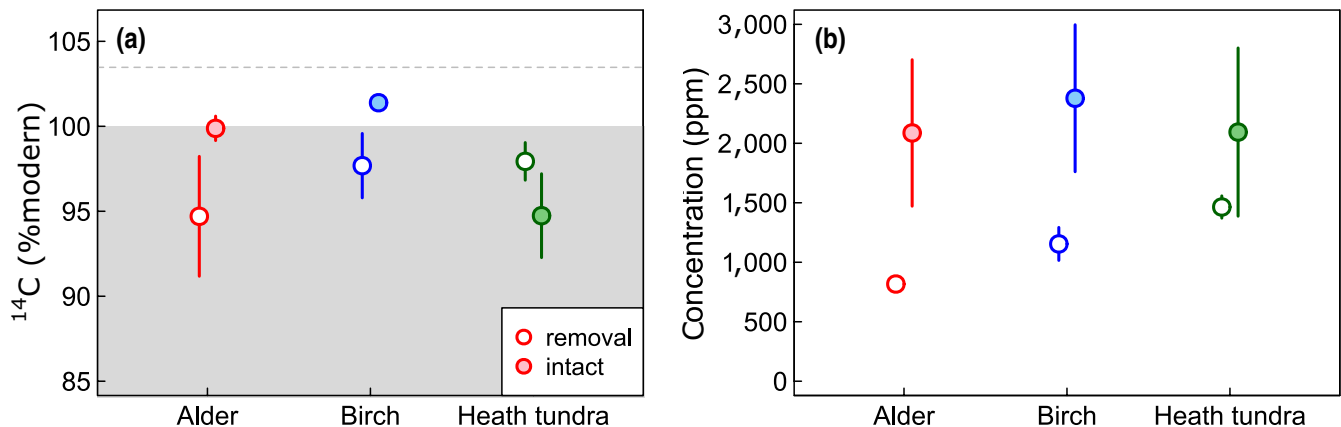 (a)
105
100
95
90
85
¹⁴C (%modern)
removal
intact
Alder
Birch
Heath tundra
(b)
3,000
2,500
2,000
1,500
1,000
500
0
Concentration (ppm)
Alder
Birch
Heath tundra